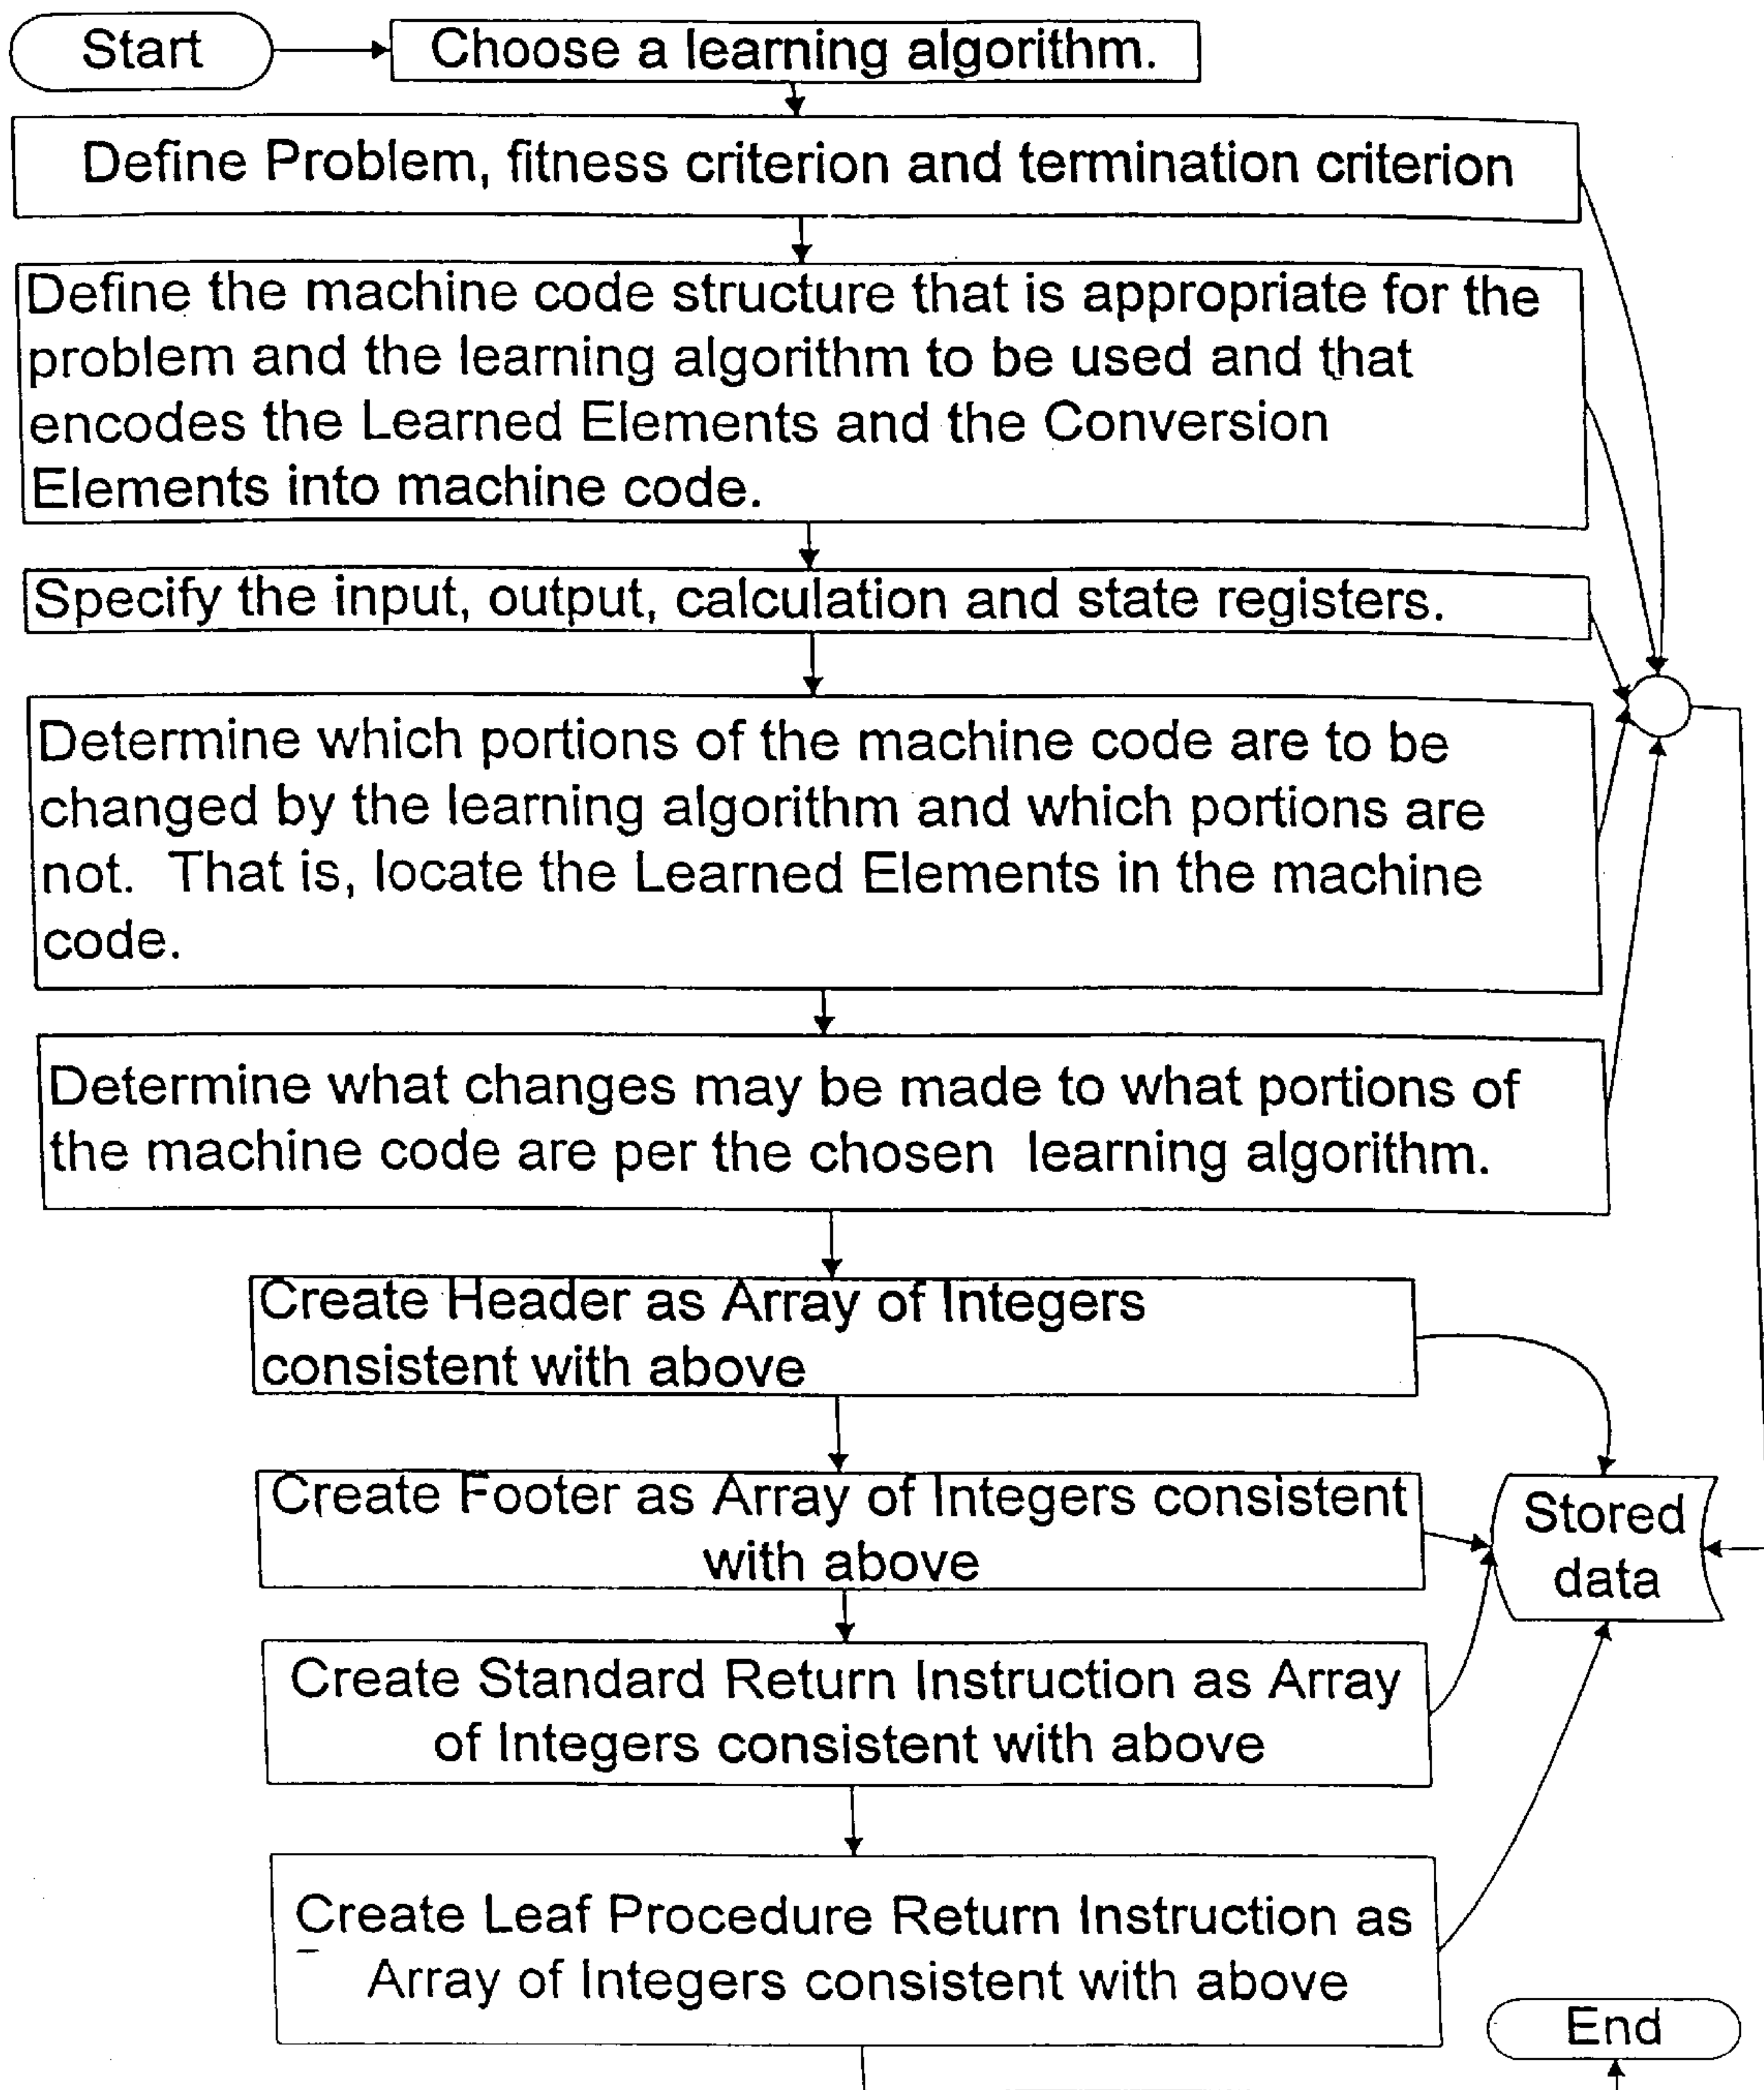 Start
Choose a learning algorithm.
Define Problem, fitness criterion and termination criterion
Define the machine code structure that is appropriate for the
problem and the learning algorithm to be used and that
encodes the Learned Elements and the Conversion
Elements into machine code.
Specify the input, output, calculation and state registers.
Determine which portions of the machine code are to be
changed by the learning algorithm and which portions are
not.  That is, locate the Learned Elements in the machine
code.
Determine what changes may be made to what portions of
the machine code are per the chosen  learning algorithm.
Create Header as Array of Integers
consistent with above
Create Footer as Array of Integers consistent
with above
Stored
data
Create Standard Return Instruction as Array
of Integers consistent with above
Create Leaf Procedure Return Instruction as
Array of Integers consistent with above
End